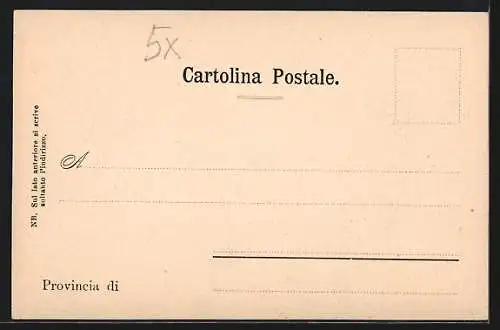 5x
Cartolina Postale.
NB. Sul lato anteriore si scrive
soltanto l'indirizzo.
A
Provincia di